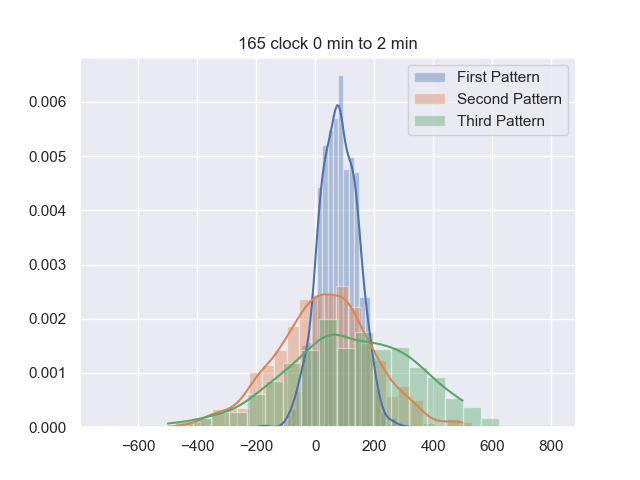 165 clock 0 min to 2 min
First Pattern
Second Pattern
Third Pattern
0.006
0.005
0.004
0.003
0.002
0.001
0.000
−600 −400 −200 0 200 400 600 800